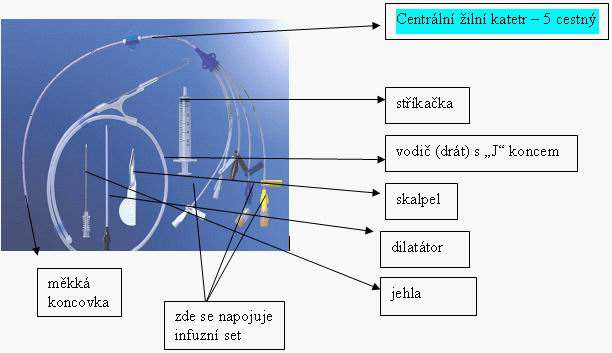 Centrální žilní katetr – 5 cestný
stříkačka
vodič (drát) s „J“ koncem
skalpel
dilatátor
jehla
měkká
koncovka
zde se napojuje
infuzní set